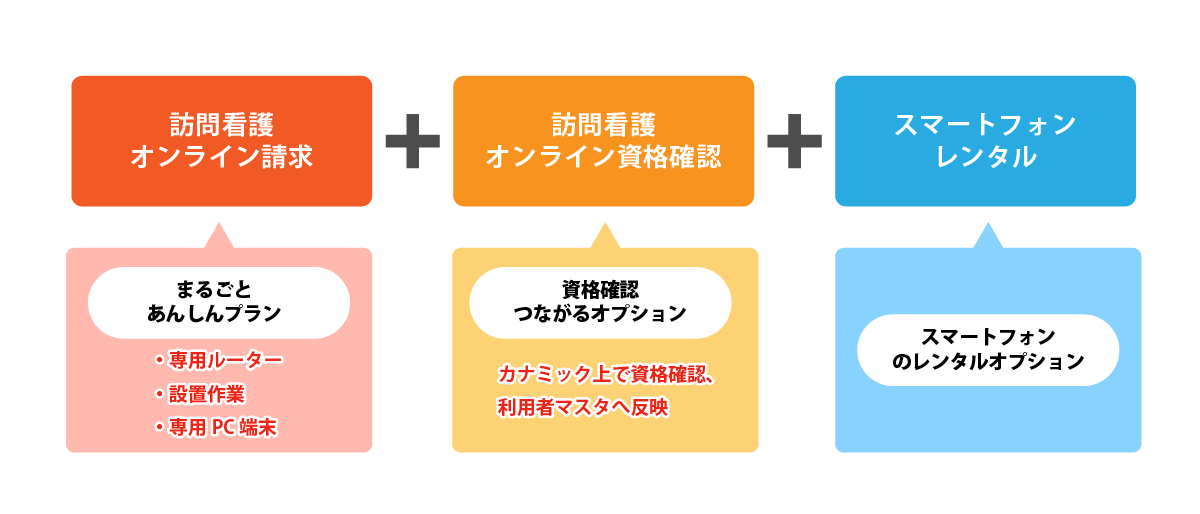 訪問看護
オンライン請求
訪問看護
オンライン資格確認
スマートフォン
レンタル
まるごと
あんしんプラン
・専用ルーター
・設置作業
・専用 PC 端末
資格確認
つながるオプション
カナミック上で資格確認、
利用者マスタへ反映
スマートフォン
のレンタルオプション